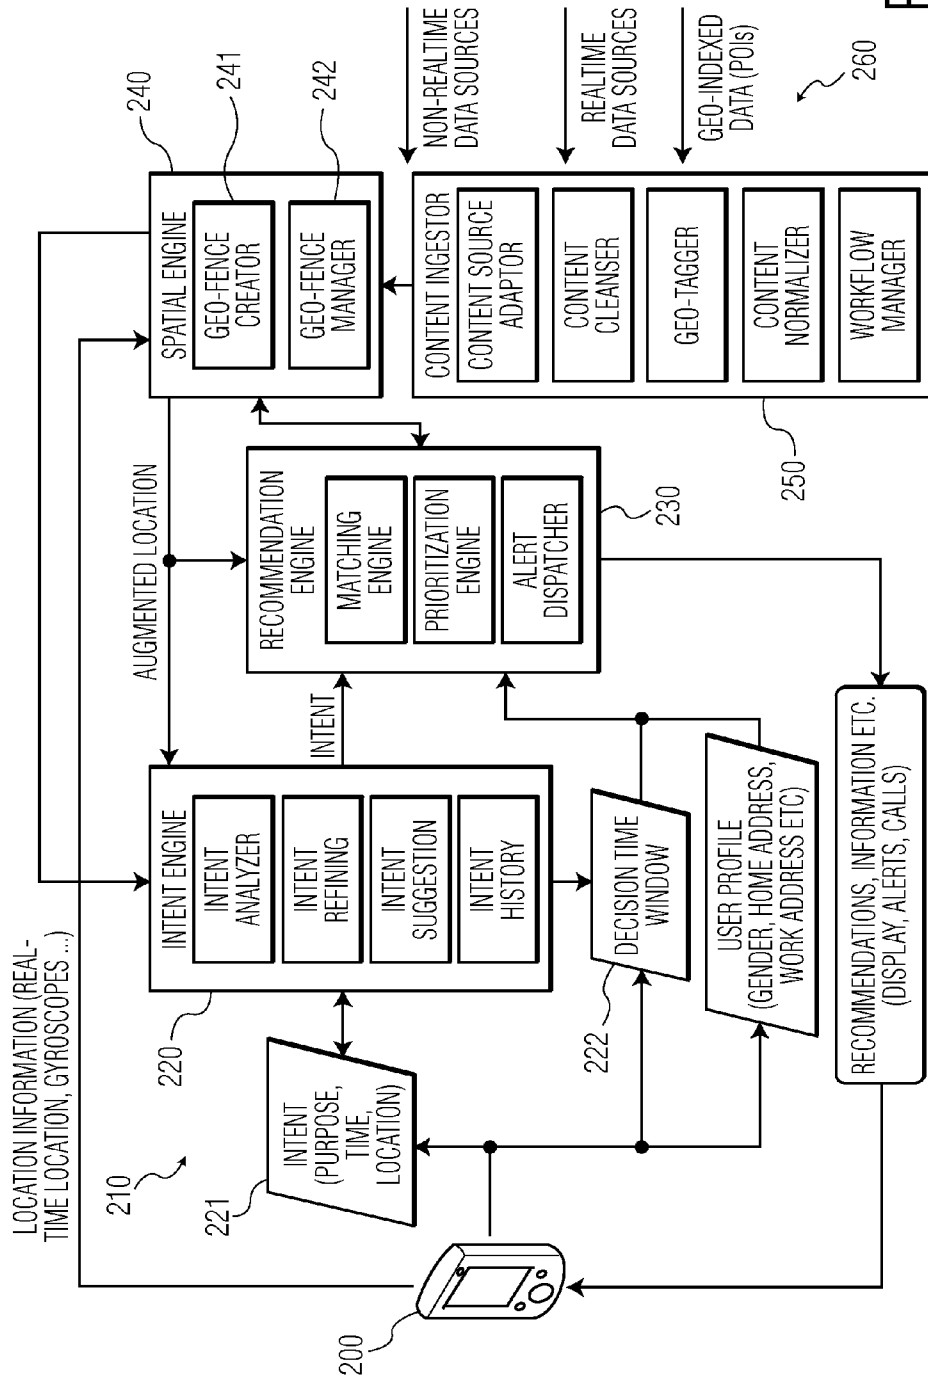 LOCATION INFORMATION (REAL-
TIME LOCATION, GYROSCOPES ...)
210
200
221
INTENT
(PURPOSE,
TIME,
LOCATION)
220
INTENT ENGINE
INTENT
ANALYZER
INTENT
REFINING
INTENT
SUGGESTION
INTENT
HISTORY
222
DECISION TIME
WINDOW
USER PROFILE
(GENDER, HOME ADDRESS,
WORK ADDRESS ETC)
RECOMMENDATIONS, INFORMATION ETC.
(DISPLAY, ALERTS, CALLS)
AUGMENTED LOCATION
INTENT
RECOMMENDATION
ENGINE
MATCHING
ENGINE
PRIORITIZATION
ENGINE
ALERT
DISPATCHER
230
240
SPATIAL ENGINE
241
GEO-FENCE
CREATOR
242
GEO-FENCE
MANAGER
250
CONTENT INGESTOR
CONTENT SOURCE
ADAPTOR
CONTENT
CLEANSER
GEO-TAGGER
CONTENT
NORMALIZER
WORKFLOW
MANAGER
NON-REALTIME
DATA SOURCES
REALTIME
DATA SOURCES
GEO-INDEXED
DATA (POIs)
260